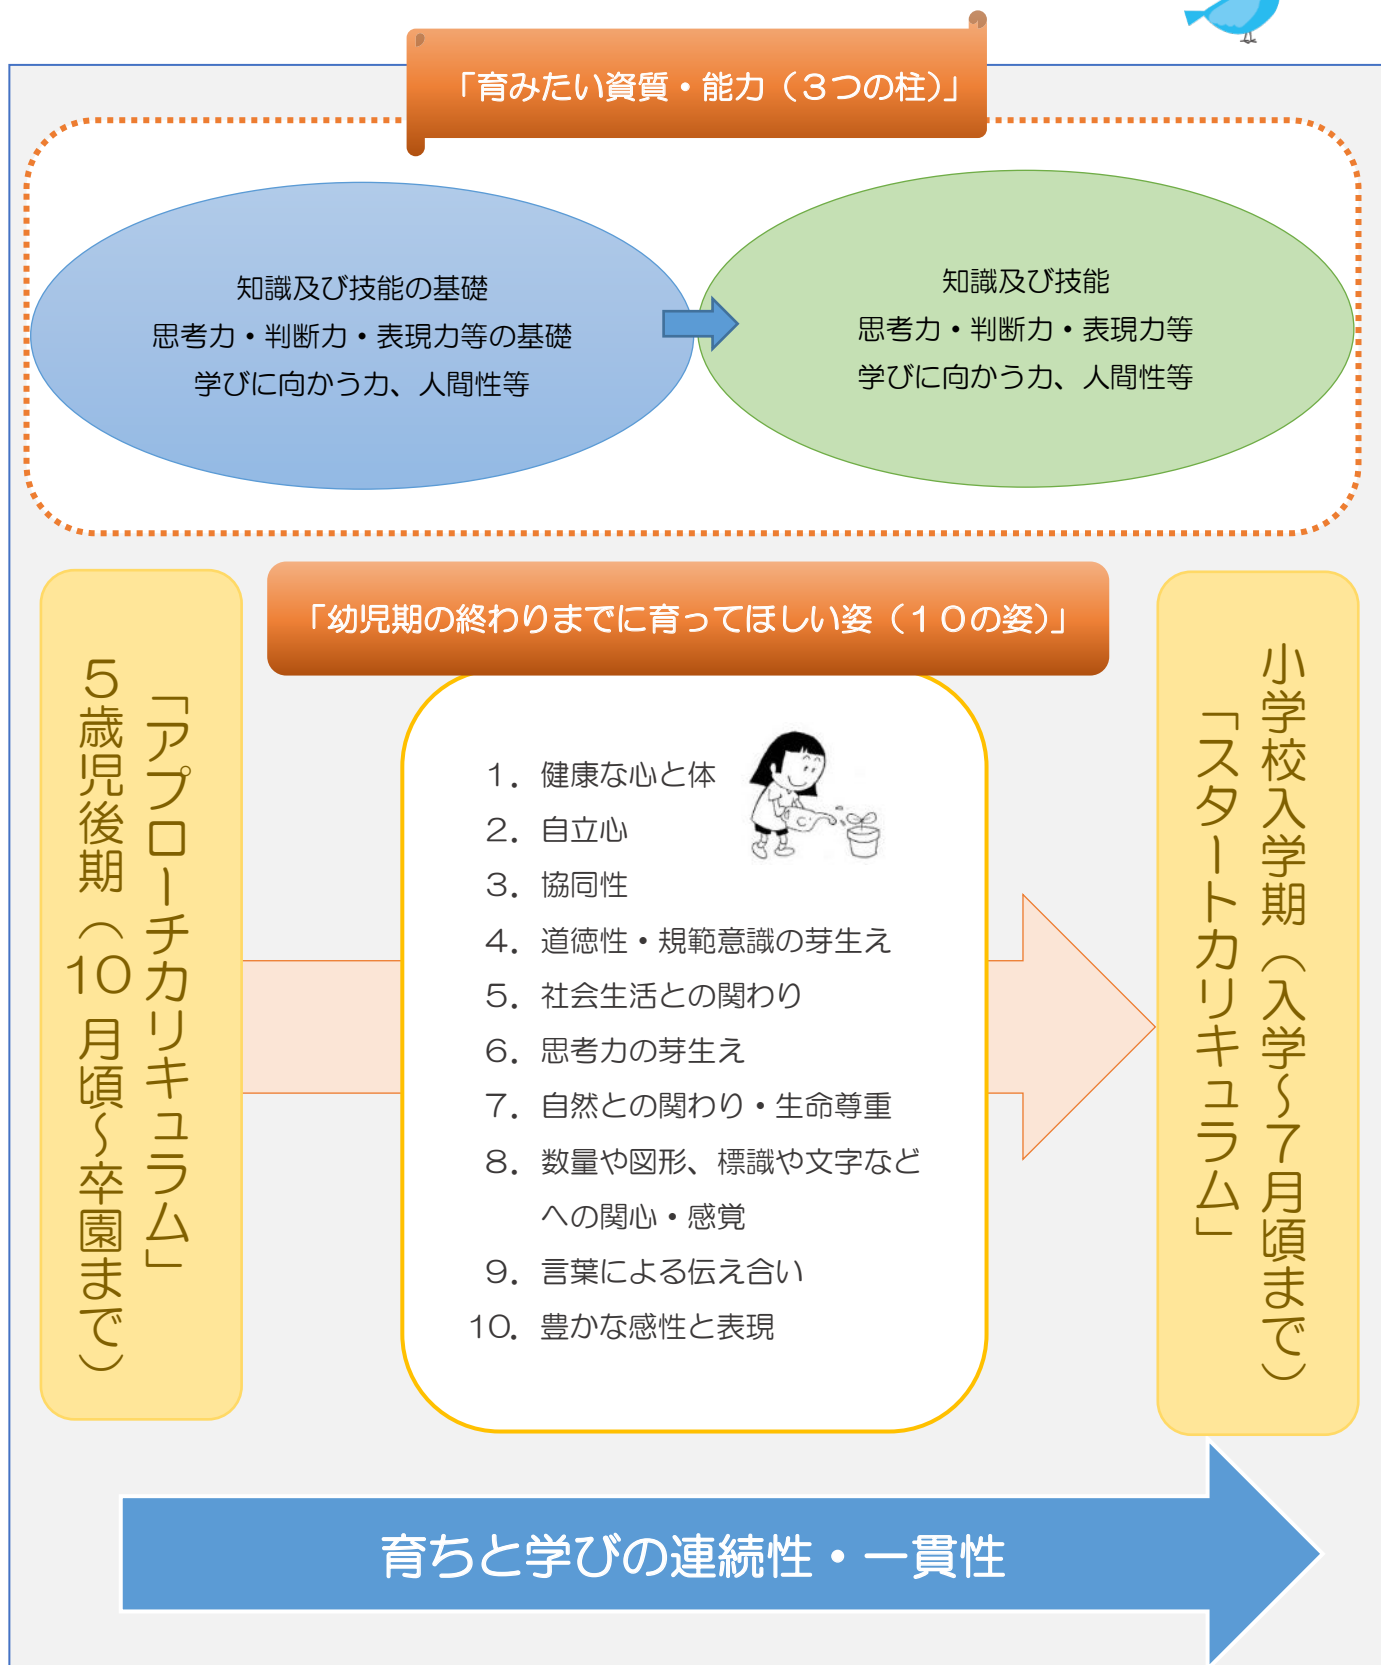 「育みたい資質・能力（３つの柱）」
知識及び技能の基礎
思考力・判断力・表現力等の基礎
学びに向かう力、人間性等
知識及び技能
思考力・判断力・表現力等
学びに向かう力、人間性等
「幼児期の終わりまでに育ってほしい姿（１０の姿）」
「アプローチカリキュラム」
５歳児後期（10月頃～卒園まで）
1．健康な心と体
2．自立心
3．協同性
4．道徳性・規範意識の芽生え
5．社会生活との関わり
6．思考力の芽生え
7．自然との関わり・生命尊重
8．数量や図形、標識や文字など
への関心・感覚
9．言葉による伝え合い
10．豊かな感性と表現
小学校入学期（入学～７月頃まで）
「スタートカリキュラム」
育ちと学びの連続性・一貫性